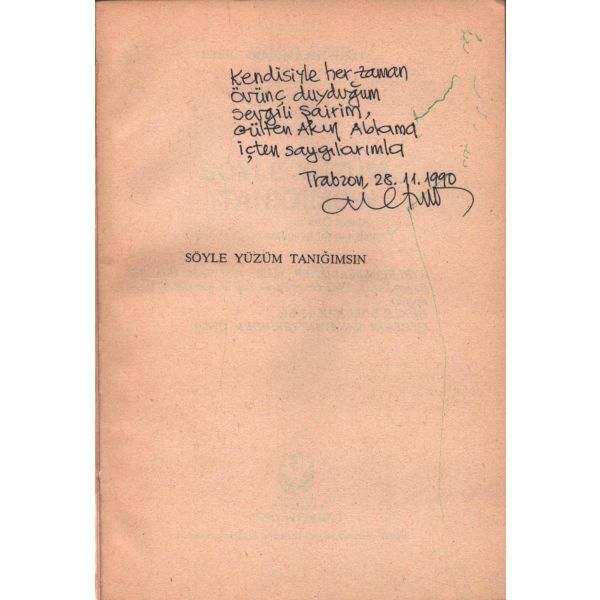 Kendisiyle her zaman
övünç duyduğum
sevgili şairim,
Gülten Akın Ablama
içten saygılarımla
Trabzon, 28.11.1990
SÖYLE YÜZÜM TANIĞIMSIN